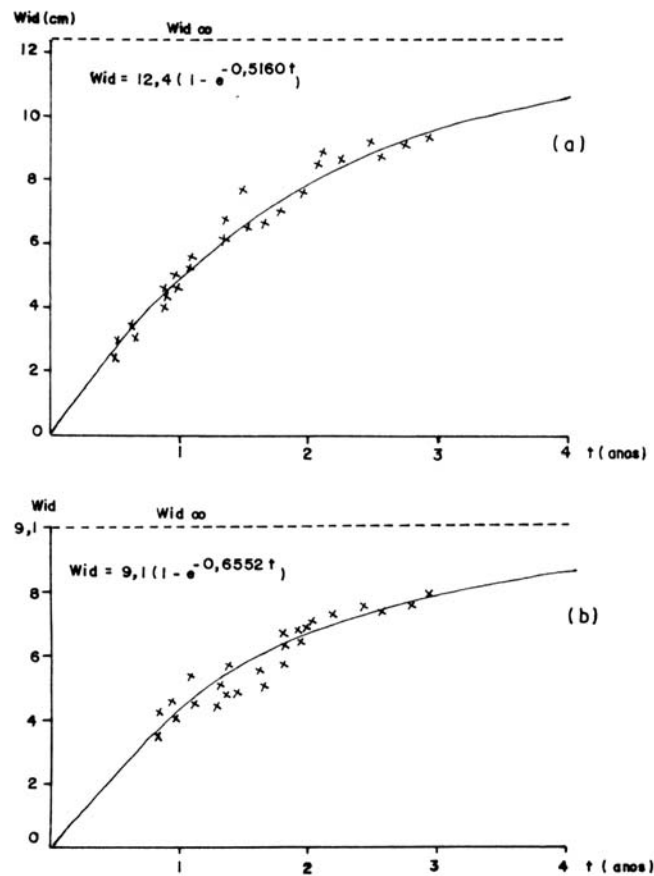 Wid (cm)
Wid ∞
12
Wid = 12,4 ( 1 - e^-0,5160 t )
10
(a)
8
6
4
2
0
1 2 3 4 t (anos)
Wid
Wid ∞
9,1
Wid = 9,1 ( 1 - e^-0,6552 t )
8
(b)
6
4
2
0
1 2 3 4 t (anos)